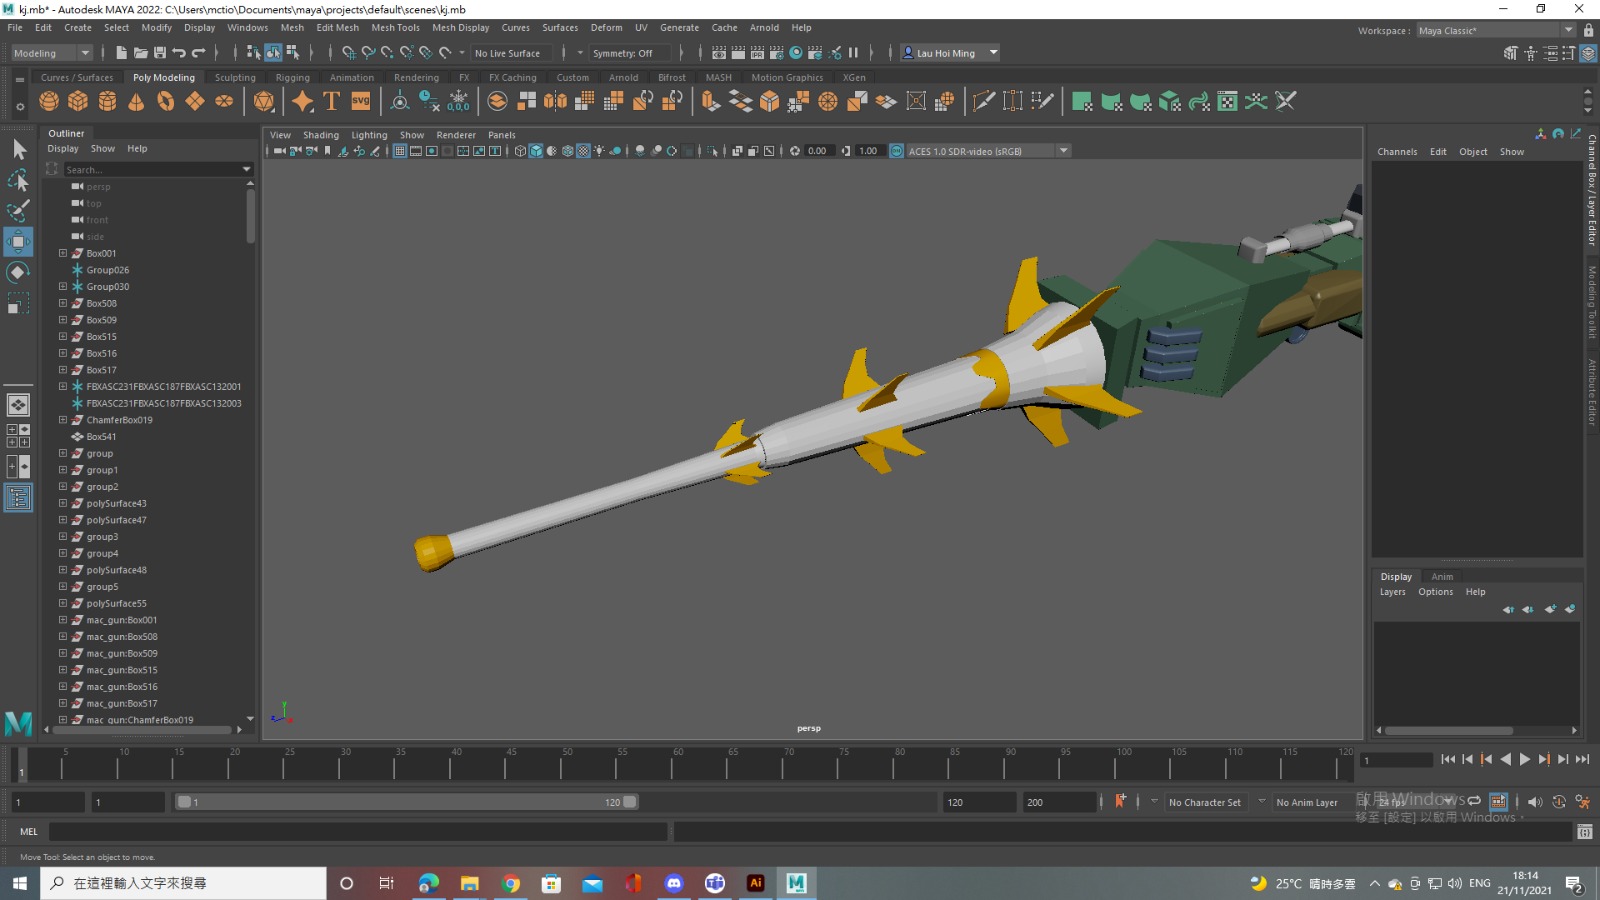 kj.mb* - Autodesk MAYA 2022: C:\Users\mctio\Documents\maya\projects\default\scenes\kj.mb
File Edit Create Select Modify Display Windows Mesh Edit Mesh Mesh Tools Mesh Display Curves Surfaces Deform UV Generate Cache Arnold Help
Workspace : Maya Classic*
Modeling No Live Surface Symmetry: Off Lau Hoi Ming
Curves / Surfaces Poly Modeling Sculpting Rigging Animation Rendering FX FX Caching Custom Arnold Bifrost MASH Motion Graphics XGen
SVG 0,0,0
Outliner
Display Show Help
Search...
persp
top
front
side
Box001
Group026
Group030
Box508
Box509
Box515
Box516
Box517
FBXASC231FBXASC187FBXASC132001
FBXASC231FBXASC187FBXASC132003
ChamferBox019
Box541
group
group1
group2
polySurface43
polySurface47
group3
group4
polySurface48
group5
polySurface55
mac_gun:Box001
mac_gun:Box508
mac_gun:Box509
mac_gun:Box515
mac_gun:Box516
mac_gun:Box517
mac_gun:ChamferBox019
View Shading Lighting Show Renderer Panels
0.00 1.00 ACES 1.0 SDR-video (sRGB)
y
z
persp
Channels Edit Object Show
Channel Box / Layer Editor
Modeling Toolkit
Attribute Editor
Display Anim
Layers Options Help
5 10 15 20 25 30 35 40 45 50 55 60 65 70 75 80 85 90 95 100 105 110 115 120
1 1
1 1 1 120 120 200 No Character Set No Anim Layer 24 fps
啟用 Windows
移至 [設定] 以啟用 Windows。
MEL
Move Tool: Select an object to move.
在這裡輸入文字來搜尋
Ai M
25°C 晴時多雲 ENG 18:14
21/11/2021
2